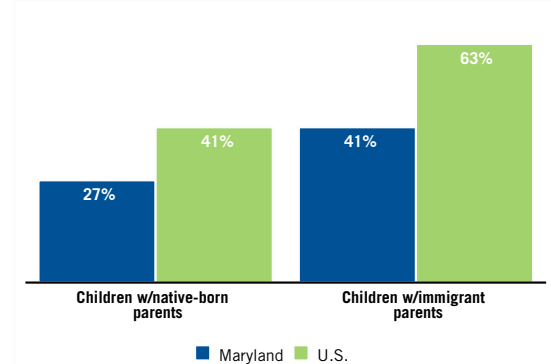 63%
41%
41%
27%
Children w/native-born
parents
Children w/immigrant
parents
Maryland U.S.